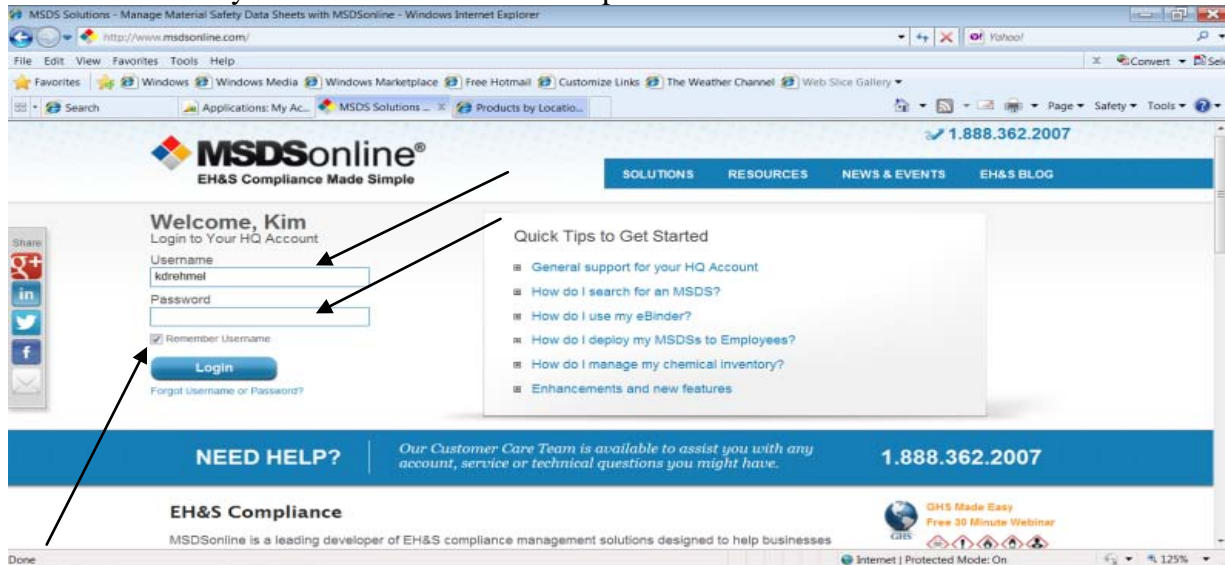 MSDS Solutions - Manage Material Safety Data Sheets with MSDSonline - Windows Internet Explorer
http://www.msdsonline.com/ Yahoo!
File Edit View Favorites Tools Help x Convert Sel
Favorites Windows Windows Media Windows Marketplace Free Hotmail Customize Links The Weather Channel Web Slice Gallery
Search Applications: My Ac... MSDS Solutions ... x Products by Locatio... Page Safety Tools
1.888.362.2007
MSDSonline®
EH&S Compliance Made Simple
SOLUTIONS RESOURCES NEWS & EVENTS EH&S BLOG
Share
Welcome, Kim
Login to Your HQ Account
Username
kdrehmel
Password
Remember Username
Login
Forgot Username or Password?
Quick Tips to Get Started
General support for your HQ Account
How do I search for an MSDS?
How do I use my eBinder?
How do I deploy my MSDSs to Employees?
How do I manage my chemical inventory?
Enhancements and new features
NEED HELP?
Our Customer Care Team is available to assist you with any
account, service or technical questions you might have.
1.888.362.2007
EH&S Compliance
MSDSonline is a leading developer of EH&S compliance management solutions designed to help businesses
GHS
GHS Made Easy
Free 30 Minute Webinar
Done Internet | Protected Mode: On 125%